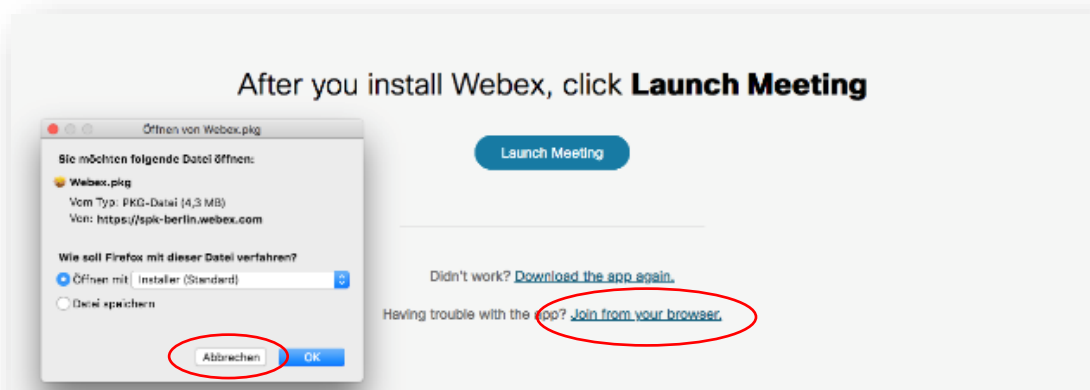 After you install Webex, click Launch Meeting
Öffnen von Webex.pkg
Sie möchten folgende Datei öffnen:
Webex.pkg
Vom Typ: PKG-Datei (4,3 MB)
Von: https://spk-berlin.webex.com
Wie soll Firefox mit dieser Datei verfahren?
Öffnen mit Installer (Standard)
Datei speichern
Abbrechen OK
Launch Meeting
Didn't work? Download the app again.
Having trouble with the app? Join from your browser.